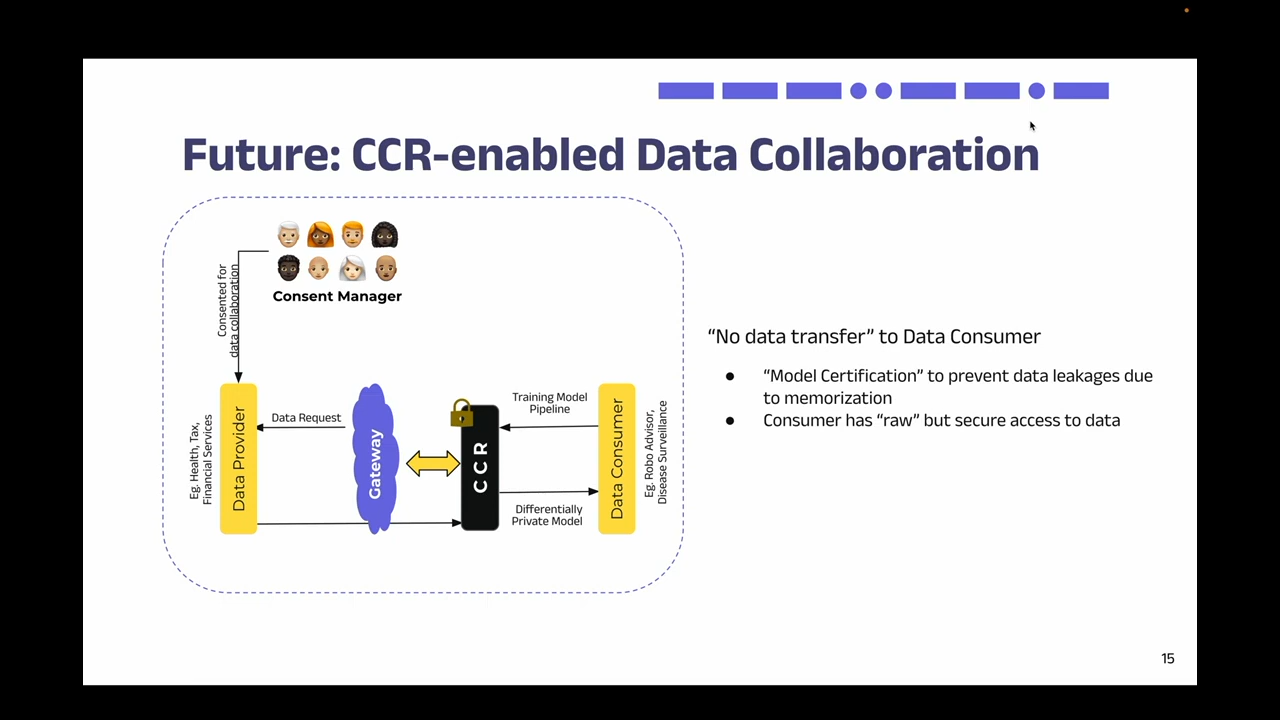 Future: CCR-enabled Data Collaboration
Consent Manager
Consented for
data collaboration
Eg. Health, Tax,
Financial Services
Data Provider
Data Request
Gateway
CCR
Training Model
Pipeline
Differentially
Private Model
Data Consumer
Eg. Robo Advisor,
Disease Surveillance
“No data transfer” to Data Consumer
● “Model Certification” to prevent data leakages due
to memorization
● Consumer has “raw” but secure access to data
15